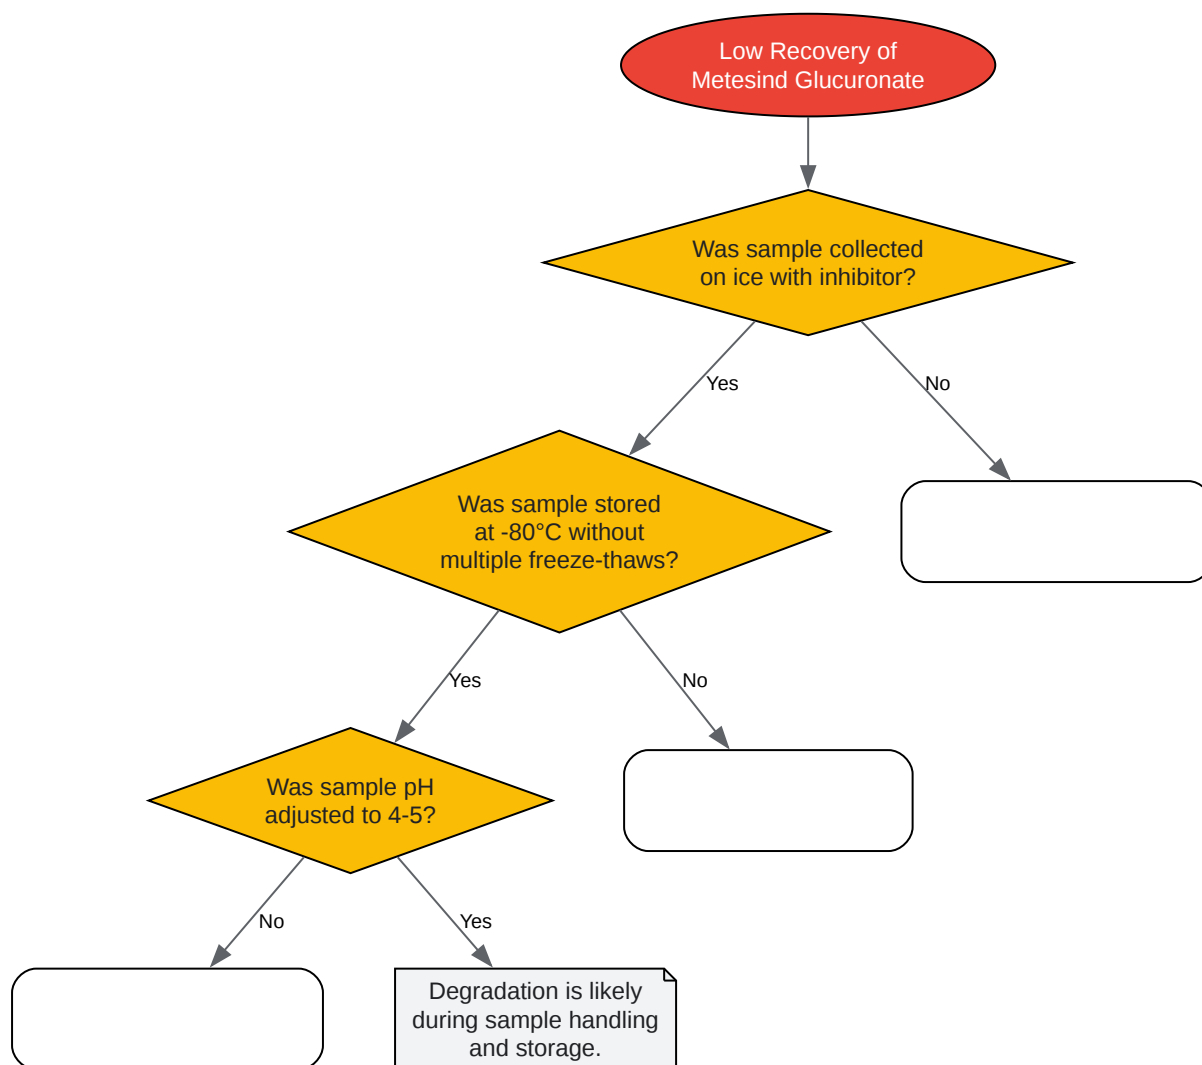 Low Recovery of
Metesind Glucuronate
Was sample collected
on ice with inhibitor?
Yes
No
Was sample stored
at -80°C without
multiple freeze-thaws?
Yes
No
Was sample pH
adjusted to 4-5?
No
Yes
Degradation is likely
during sample handling
and storage.